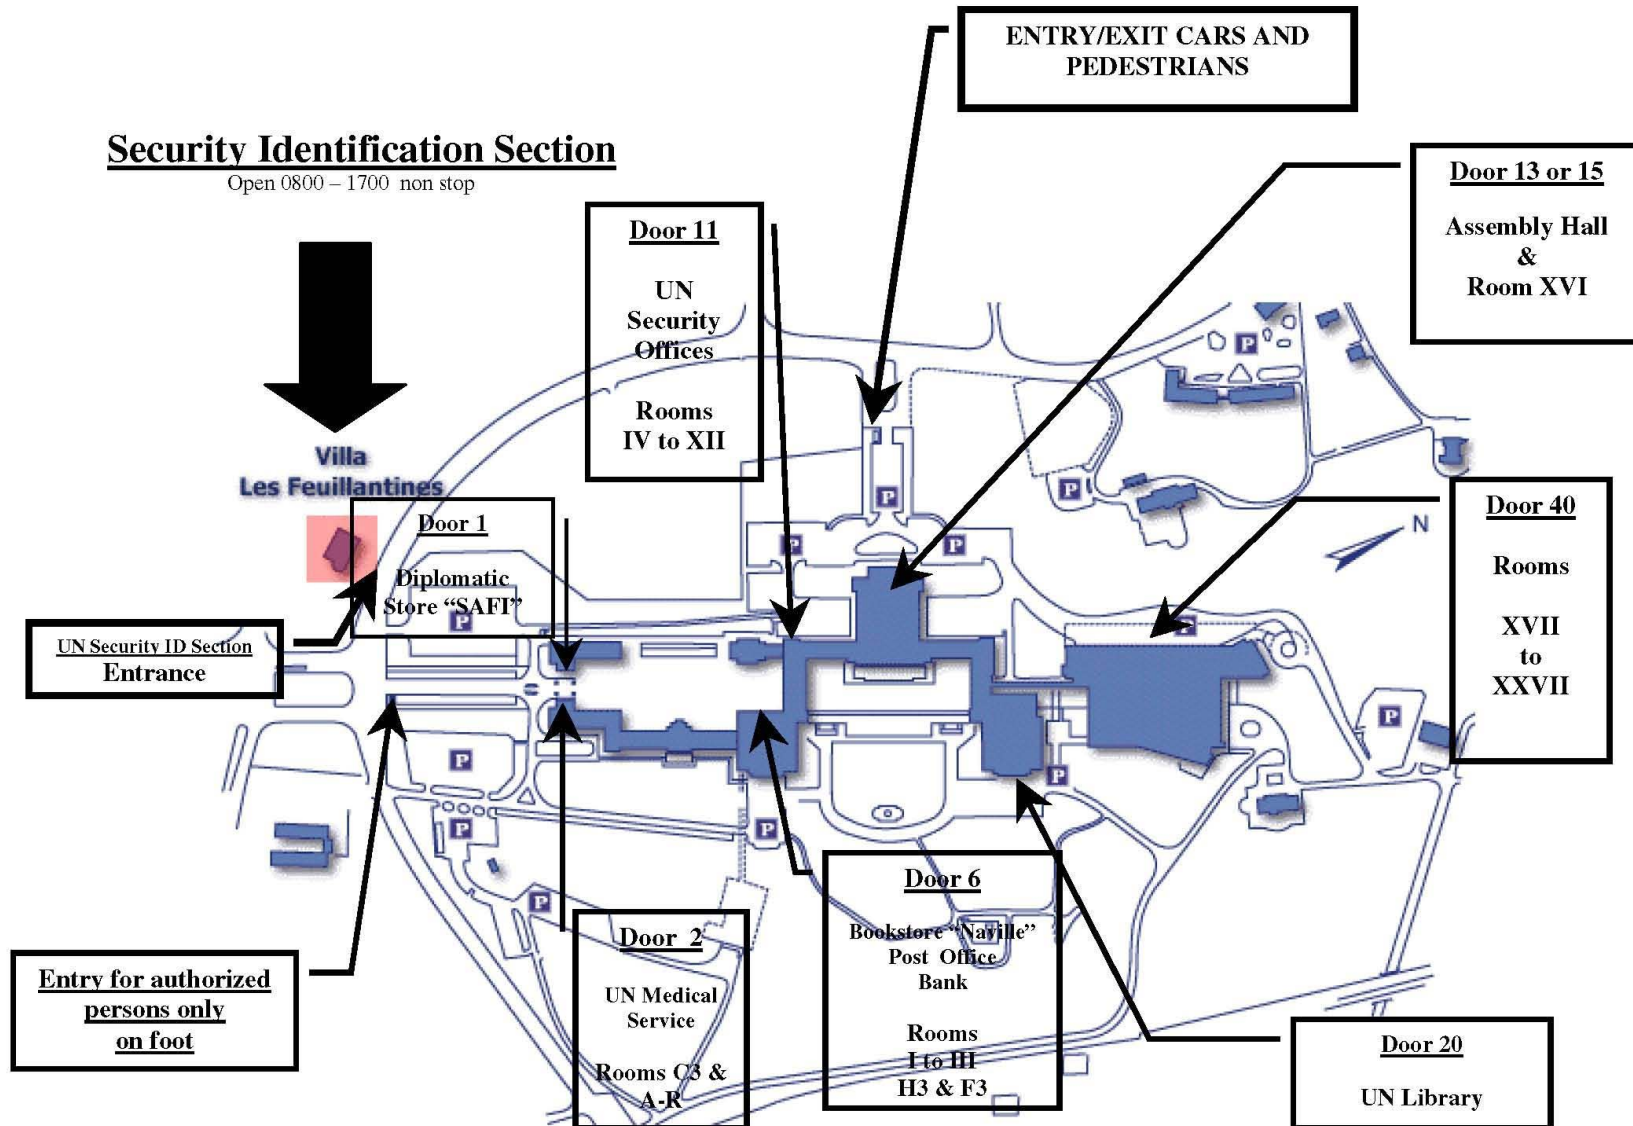 ENTRY/EXIT CARS AND
PEDESTRIANS
Security Identification Section
Open 0800 – 1700 non stop
Door 13 or 15
Assembly Hall
&
Room XVI
Door 11
UN
Security
Offices
Rooms
IV to XII
P
Villa
Les Feuillantines
P
P
Door 1
Diplomatic
Store “SAFI”
P
P
N
Door 40
Rooms
XVII
to
XXVII
P
P
UN Security ID Section
Entrance
P
P
P
P
P
P
Door 6
Bookstore “Naville”
Post Office
Bank
Rooms
I to III
H3 & F3
P
Door 2
UN Medical
Service
Rooms C3 &
A-R
Entry for authorized
persons only
on foot
Door 20
UN Library